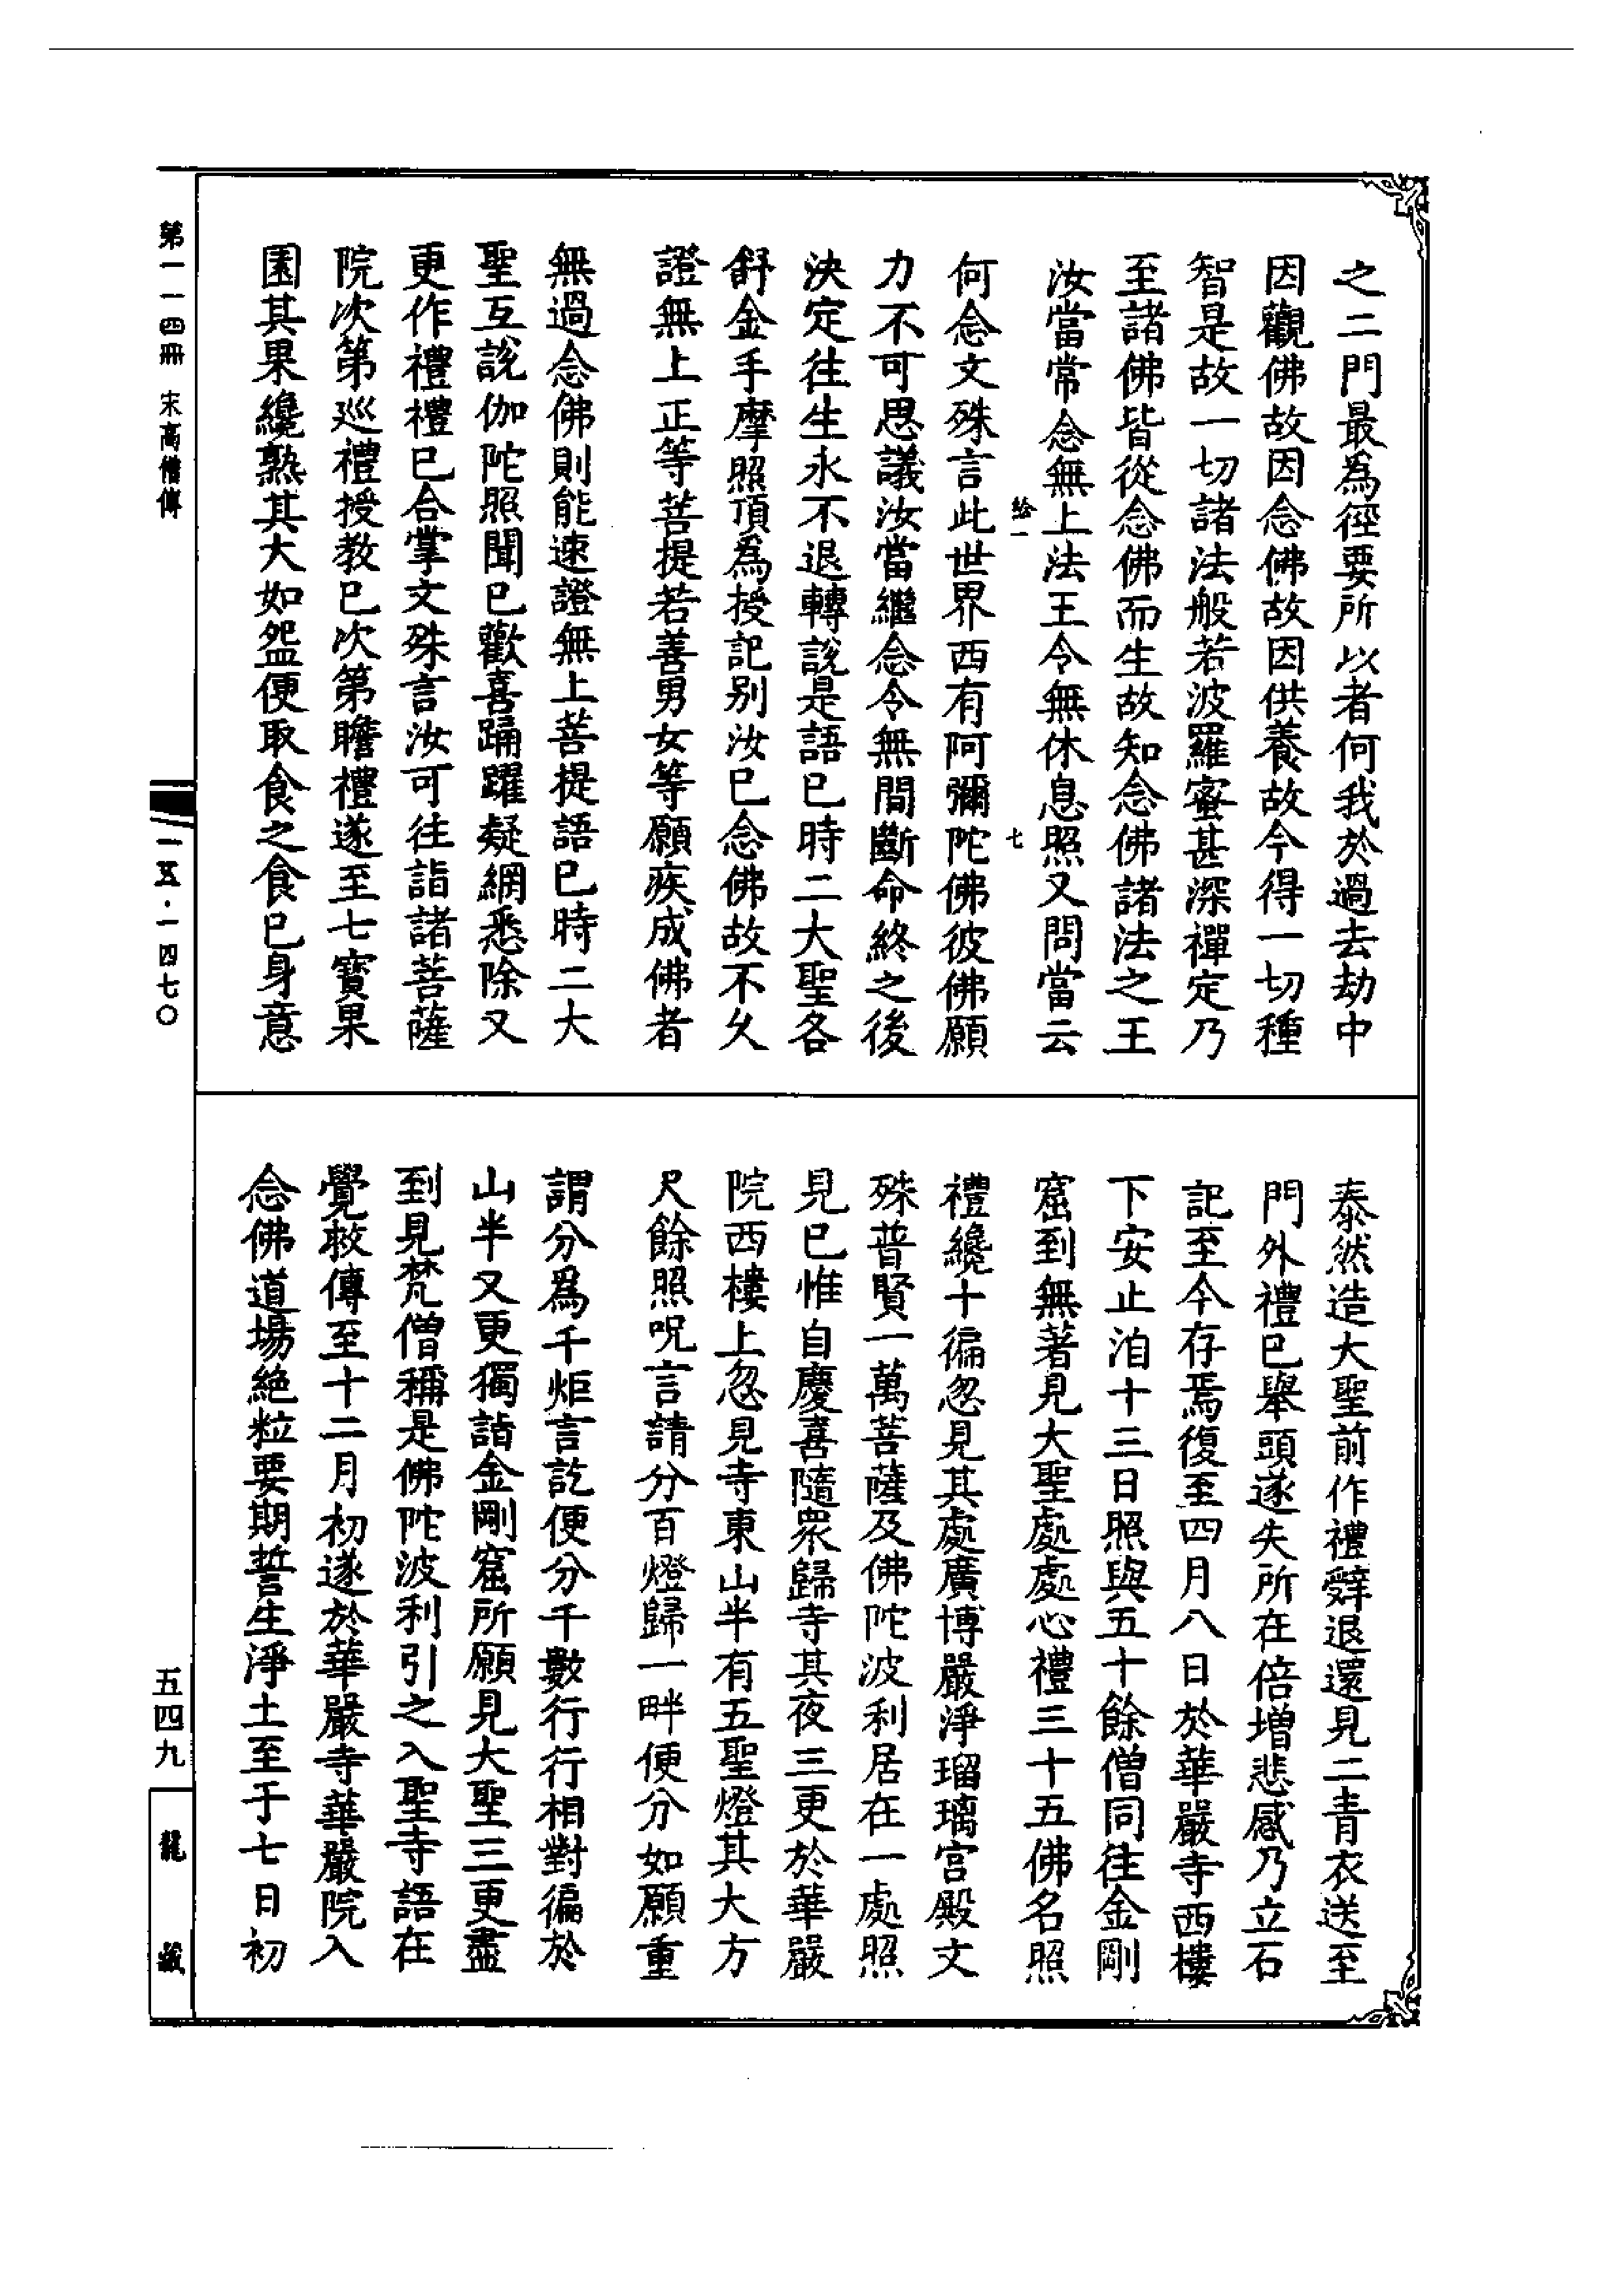 之二門最為徑要所以者何我於過去劫中
因觀佛故因念佛故因供養故今得一切種
智是故一切諸法般若波羅蜜甚深禪定乃
至諸佛皆從念佛而生故知念佛諸法之王
汝當常念無上法王令無休息照又問當云
給一 七
何念文殊言此世界西有阿彌陀佛彼佛願
力不可思議汝當繼念令無間斷命終之後
決定往生永不退轉說是語已時二大聖各
舒金手摩照頂為授記別汝已念佛故不久
證無上正等菩提若善男女等願疾成佛者
無過念佛則能速證無上菩提語已時二大
聖互說伽陀照聞已歡喜踊躍疑網悉除又
更作禮禮已合掌文殊言汝可往詣諸菩薩
院次第巡禮授教已次第瞻禮遂至七寶果
園其果纔熟其大如盌便取食之食已身意
泰然造大聖前作禮辭退還見二青衣送至
門外禮已舉頭遂失所在倍增悲感乃立石
記至今存焉復至四月八日於華嚴寺西樓
下安止洎十三日照與五十餘僧同往金剛
窟到無著見大聖處處心禮三十五佛名照
禮纔十徧忽見其處廣博嚴淨瑠璃宮殿文
殊普賢一萬菩薩及佛陀波利居在一處照
見已惟自慶喜隨眾歸寺其夜三更於華嚴
院西樓上忽見寺東山半有五聖燈其大方
尺餘照呪言請分百燈歸一畔便分如願重
謂分為千炬言訖便分千數行行相對徧於
山半又更獨詣金剛窟所願見大聖三更盡
到見梵僧稱是佛陀波利引之入聖寺語在
覺救傳至十二月初遂於華嚴寺華嚴院入
念佛道場絕粒要期誓生淨土至于七日初
第一一四冊 宋高僧傳
一五·一四七〇
五四九
龍藏